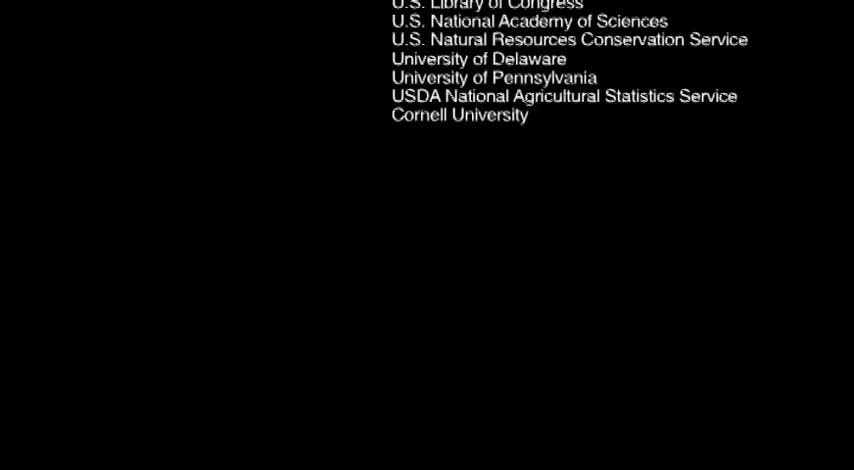 U.S. Library of Congress
U.S. National Academy of Sciences
U.S. Natural Resources Conservation Service
University of Delaware
University of Pennsylvania
USDA National Agricultural Statistics Service
Cornell University